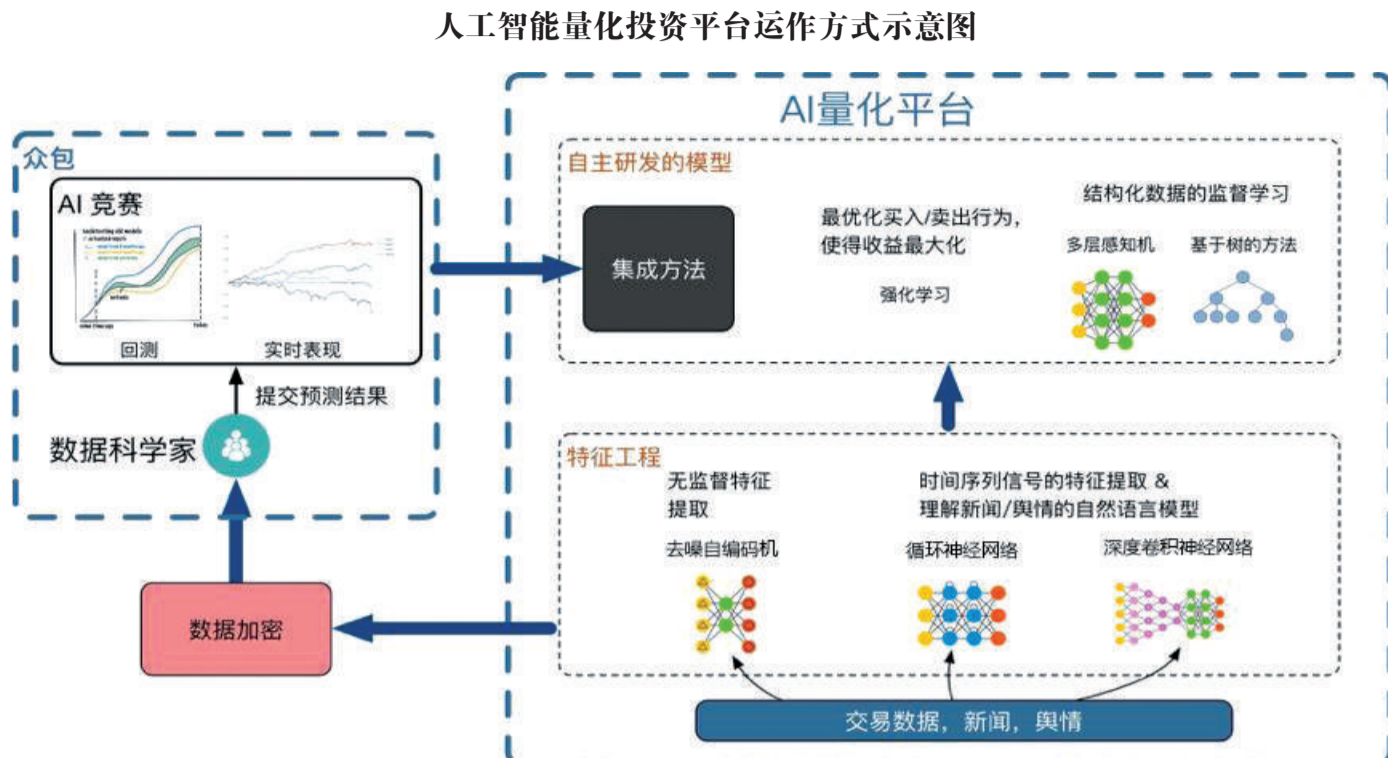 人工智能量化投资平台运作方式示意图
AI量化平台
众包
AI 竞赛
回测
实时表现
提交预测结果
数据科学家
数据加密
自主研发的模型
集成方法
最优化买入/卖出行为，
使得收益最大化
强化学习
结构化数据的监督学习
多层感知机
基于树的方法
特征工程
无监督特征
提取
去噪自编码机
时间序列信号的特征提取 &
理解新闻/舆情的自然语言模型
循环神经网络
深度卷积神经网络
交易数据，新闻，舆情